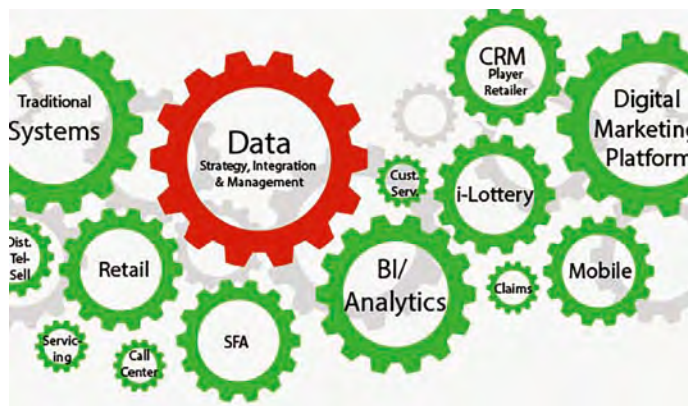 Traditional
Systems
Data
Strategy, Integration
& Management
CRM
Player
Retailer
Digital
Marketing
Platform
Cust.
Serv.
i-Lottery
Dist.
Tel-
Sell
Retail
BI/
Analytics
Claims
Mobile
Servic-
ing
Call
Center
SFA